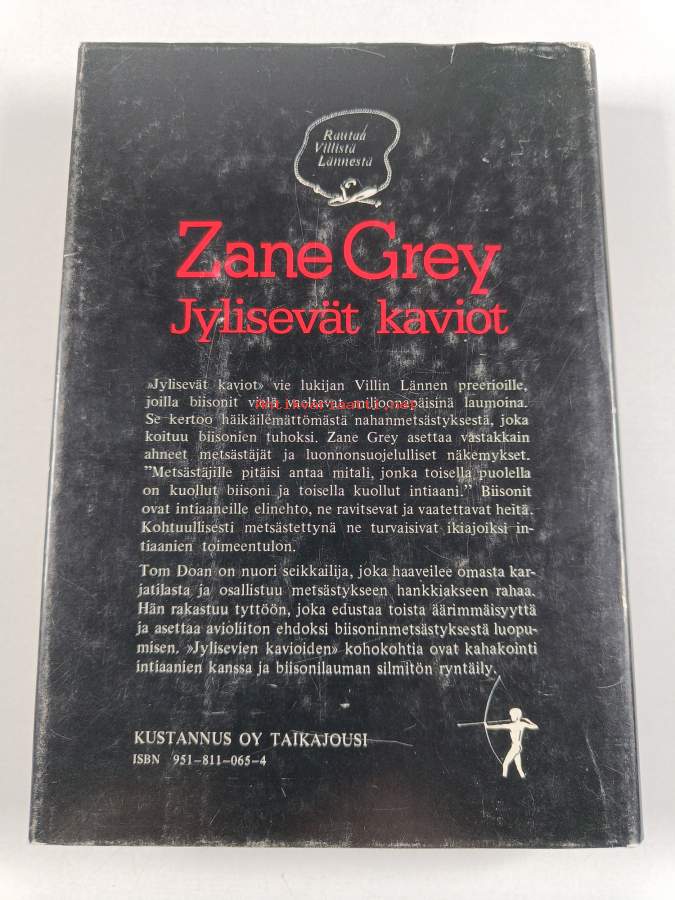 Rautaa
Villistä
Lännestä
Zane Grey
Jylisevät kaviot
»Jylisevät kaviot» vie lukijan Villin Lännen preerioille,
joilla biisonit vielä vaeltavat miljoonapäisinä laumoina.
Se kertoo häikäilemättömästä nahanmetsästyksestä, joka
koituu biisonien tuhoksi. Zane Grey asettaa vastakkain
ahneet metsästäjät ja luonnonsuojelulliset näkemykset.
"Metsästäjille pitäisi antaa mitali, jonka toisella puolella
on kuollut biisoni ja toisella kuollut intiaani." Biisonit
ovat intiaaneille elinehto, ne ravitsevat ja vaatettavat heitä.
Kohtuullisesti metsästettynä ne turvaisivat ikiajoiksi in-
tiaanien toimeentulon.
Tom Doan on nuori seikkailija, joka haaveilee omasta kar-
jatilasta ja osallistuu metsästykseen hankkiakseen rahaa.
Hän rakastuu tyttöön, joka edustaa toista äärimmäisyyttä
ja asettaa avioliiton ehdoksi biisoninmetsästyksestä luopu-
misen. »Jylisevien kavioiden» kohokohtia ovat kahakointi
intiaanien kanssa ja biisonilauman silmitön ryntäily.
KUSTANNUS OY TAIKAJOUSI
ISBN 951-811-065-4